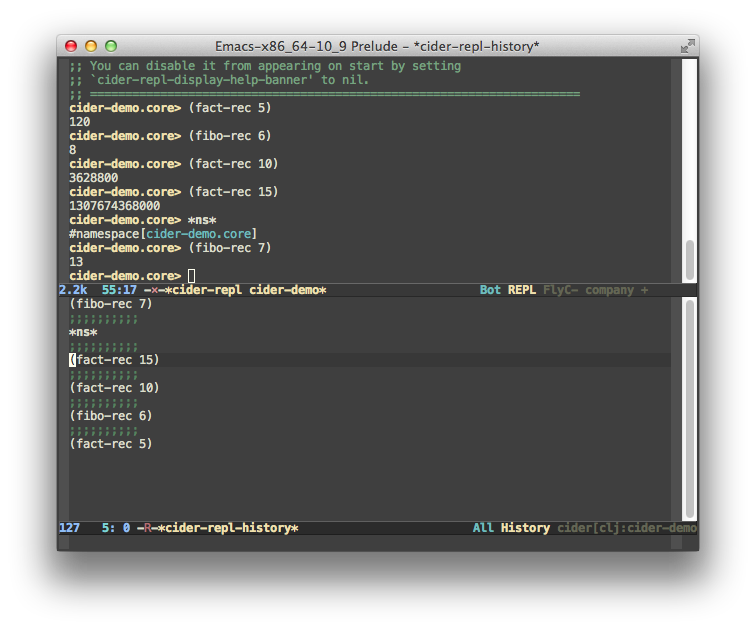 Emacs-x86_64-10_9 Prelude - *cider-repl-history*
;; You can disable it from appearing on start by setting
;; `cider-repl-display-help-banner' to nil.
;; ======================================================================
cider-demo.core> (fact-rec 5)
120
cider-demo.core> (fibo-rec 6)
8
cider-demo.core> (fact-rec 10)
3628800
cider-demo.core> (fact-rec 15)
1307674368000
cider-demo.core> *ns*
#namespace[cider-demo.core]
cider-demo.core> (fibo-rec 7)
13
cider-demo.core>
2.2k 55:17 -×-*cider-repl cider-demo* Bot REPL FlyC- company +
(fibo-rec 7)
;;;;;;;;;;
*ns*
;;;;;;;;;;
(fact-rec 15)
;;;;;;;;;;
(fact-rec 10)
;;;;;;;;;;
(fibo-rec 6)
;;;;;;;;;;
(fact-rec 5)
127 5: 0 -R-*cider-repl-history* All History cider[clj:cider-demo